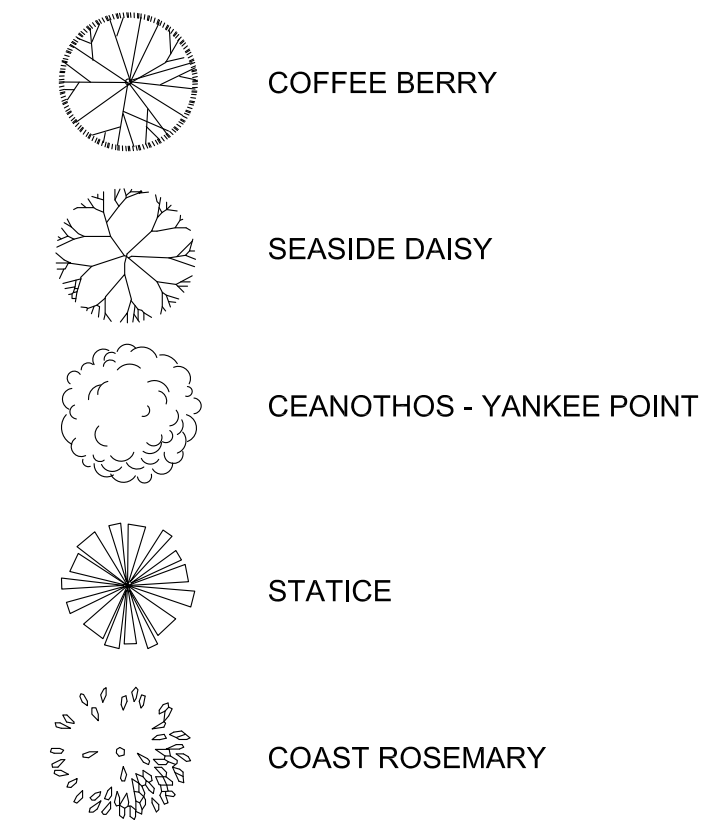 COFFEE BERRY
SEASIDE DAISY
CEANOTHOS - YANKEE POINT
STATICE
COAST ROSEMARY